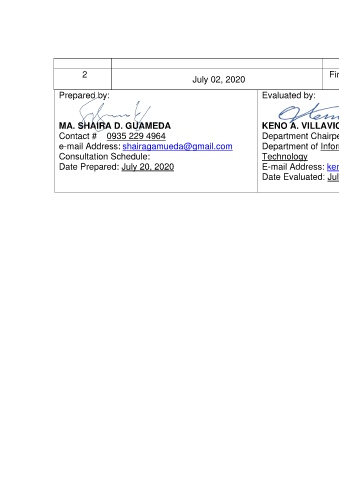 2
July 02, 2020
Prepared by:
Evaluated by:
MA. SHAIRA D. GUAMEDA
Contact # 0935 229 4964
e-mail Address: shairagamueda@gmail.com
Consultation Schedule:
Date Prepared: July 20, 2020
KENO A. VILLAVIC
Department Chairpe
Department of Infor
Technology
E-mail Address: ken
Date Evaluated: Jul